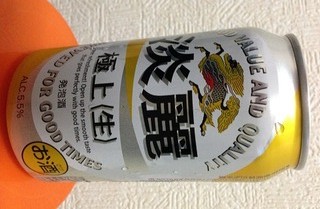 VALUE AND QUALITY
淡麗
極上〈生〉
発泡酒
ALC.5.5%
BREWED FOR GOOD TIMES
お酒